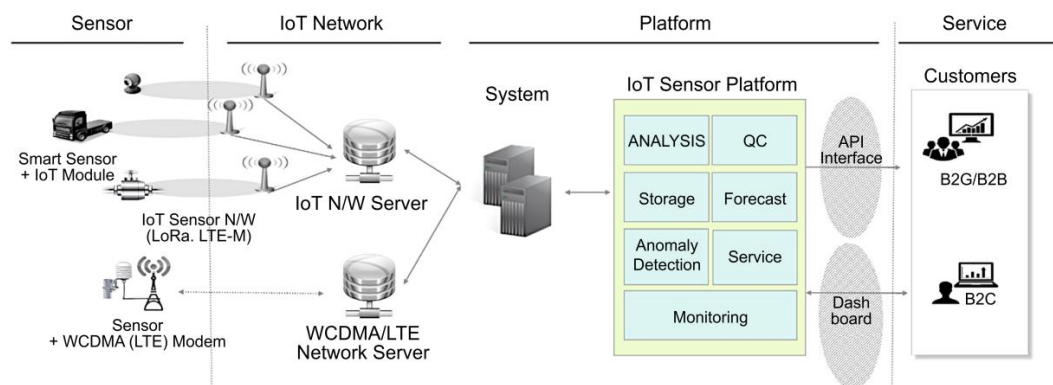 Sensor
IoT Network
Platform
Service
Smart Sensor
+ IoT Module
IoT Sensor N/W
(LoRa. LTE-M)
Sensor
+ WCDMA (LTE) Modem
IoT N/W Server
WCDMA/LTE
Network Server
System
IoT Sensor Platform
ANALYSIS
QC
Storage
Forecast
Anomaly
Detection
Service
Monitoring
API
Interface
Dash
board
Customers
B2G/B2B
B2C